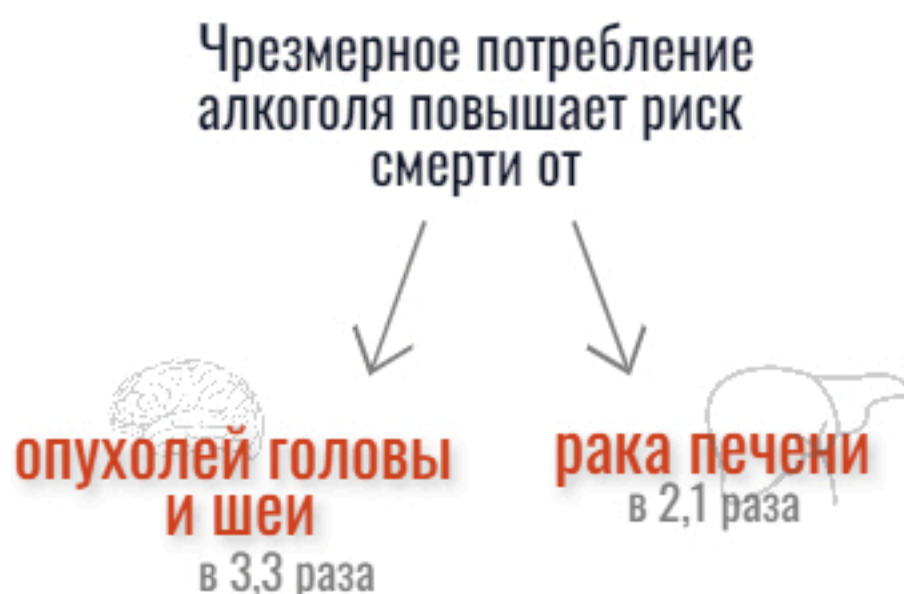 Чрезмерное потребление
алкоголя повышает риск
смерти от
опухолей головы
и шеи
в 3,3 раза
рака печени
в 2,1 раза